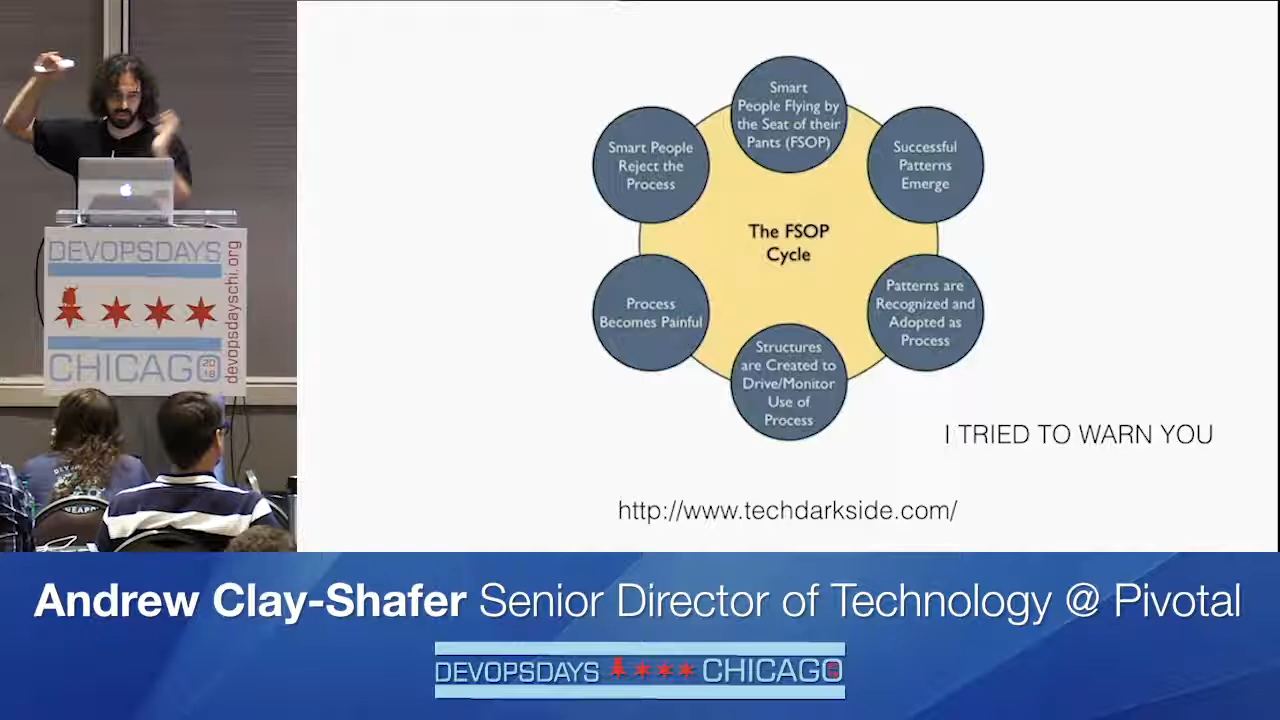 Smart
People Flying by
the Seat of their
Pants (FSOP)
Successful
Patterns
Emerge
Patterns are
Recognized and
Adopted as
Process
Structures
are Created to
Drive/Monitor
Use of
Process
Process
Becomes Painful
Smart People
Reject the
Process
The FSOP
Cycle
I TRIED TO WARN YOU
http://www.techdarkside.com/
DEVOPSDAYS
CHICAGO
20
18
devopsdayschi.org
Andrew Clay-Shafer Senior Director of Technology @ Pivotal
DEVOPSDAYS CHICAGO